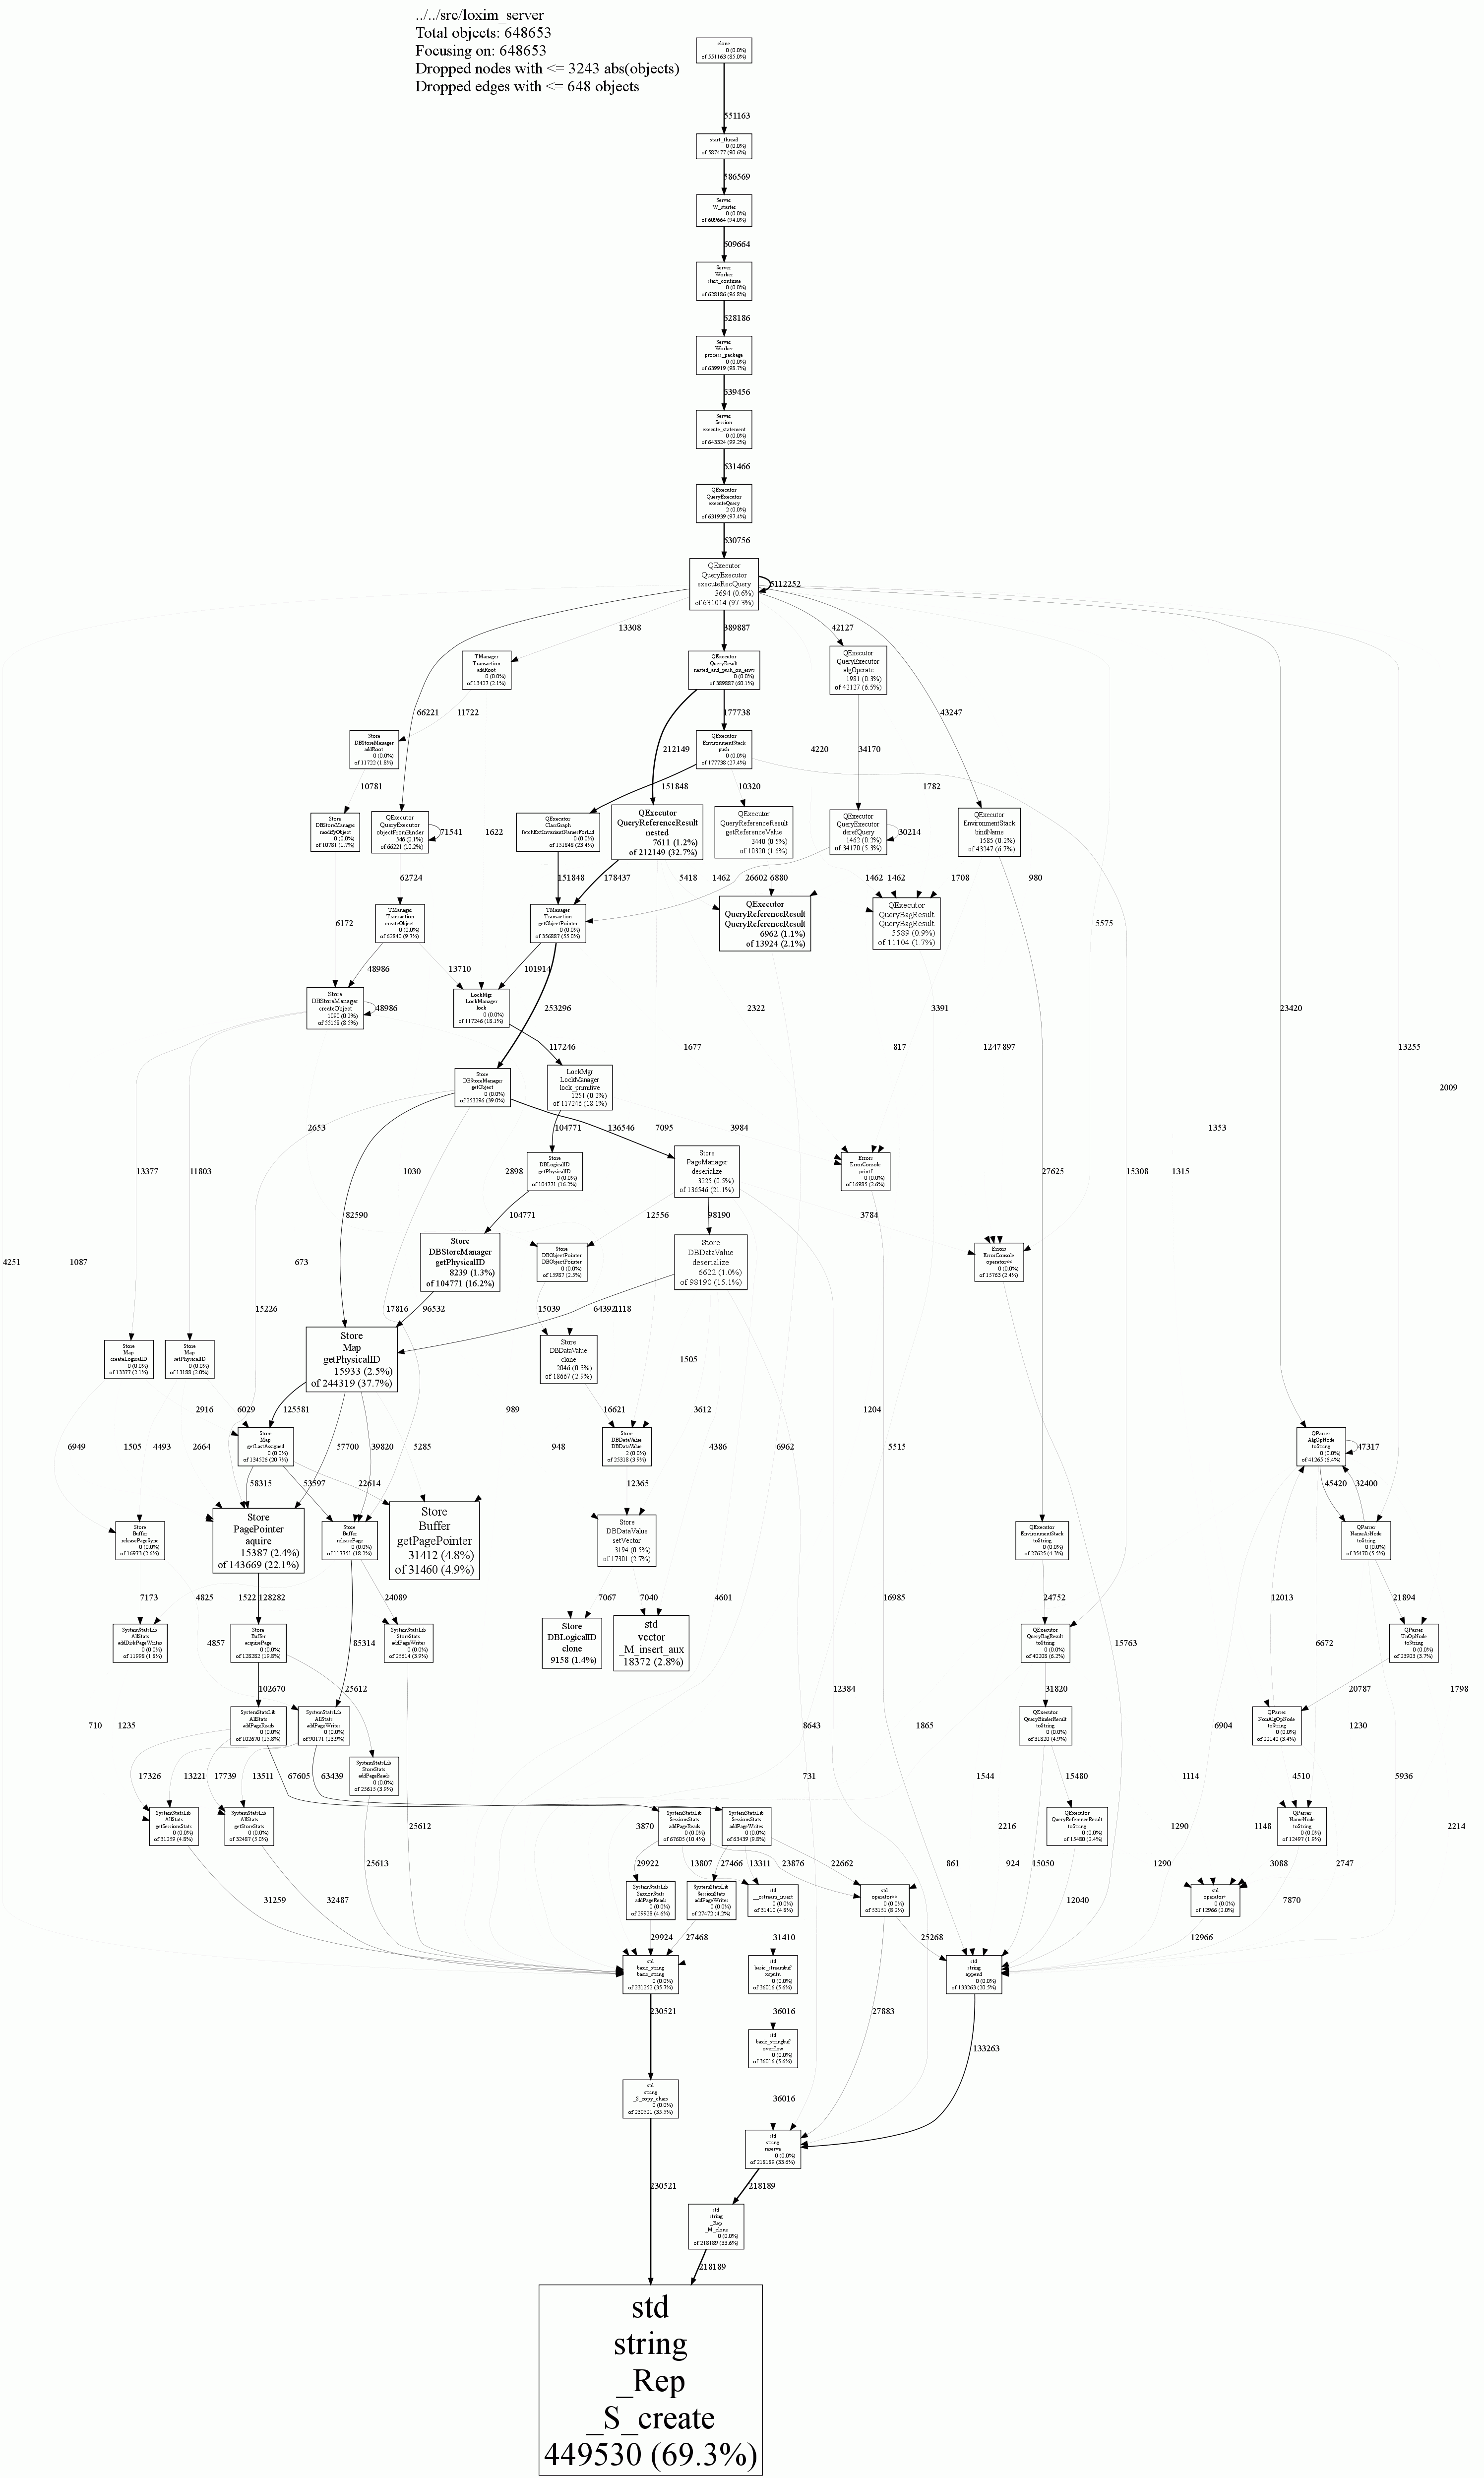 ../../src/loxim_server
Total objects: 648653
Focusing on: 648653
Dropped nodes with <= 3243 abs(objects)
Dropped edges with <= 648 objects
clone
0 (0.0%)
of 551163 (85.0%)
551163
start_thread
0 (0.0%)
of 587477 (90.6%)
586569
Server
W_starter
0 (0.0%)
of 609664 (94.0%)
609664
Server
Worker
start_continue
0 (0.0%)
of 628186 (96.8%)
628186
Server
Worker
process_package
0 (0.0%)
of 639919 (98.7%)
639456
Server
Session
execute_statement
0 (0.0%)
of 643324 (99.2%)
631466
QExecutor
QueryExecutor
executeQuery
2 (0.0%)
of 631939 (97.4%)
630756
QExecutor
QueryExecutor
executeRecQuery
3694 (0.6%)
of 631014 (97.3%)
5112252
13308
389887
42127
TManager
Transaction
addRoot
0 (0.0%)
of 13427 (2.1%)
QExecutor
QueryResult
nested_and_push_on_envs
0 (0.0%)
of 389887 (60.1%)
QExecutor
QueryExecutor
algOperate
1981 (0.3%)
of 42127 (6.5%)
66221
11722
177738
43247
212149
4220
34170
Store
DBStoreManager
addRoot
0 (0.0%)
of 11722 (1.8%)
QExecutor
EnvironmentStack
push
0 (0.0%)
of 177738 (27.4%)
10781
151848
10320
1782
Store
DBStoreManager
modifyObject
0 (0.0%)
of 10781 (1.7%)
QExecutor
QueryExecutor
objectFromBinder
546 (0.1%)
of 66221 (10.2%)
71541
1622
QExecutor
ClassGraph
fetchExtInvariantNamesForLid
0 (0.0%)
of 151848 (23.4%)
QExecutor
QueryReferenceResult
nested
7611 (1.2%)
of 212149 (32.7%)
QExecutor
QueryReferenceResult
getReferenceValue
3440 (0.5%)
of 10320 (1.6%)
QExecutor
QueryExecutor
derefQuery
1462 (0.2%)
of 34170 (5.3%)
30214
QExecutor
EnvironmentStack
bindName
1585 (0.2%)
of 43247 (6.7%)
62724
151848
178437
5418
1462
26602
6880
1462
1462
1708
980
TManager
Transaction
createObject
0 (0.0%)
of 62840 (9.7%)
TManager
Transaction
getObjectPointer
0 (0.0%)
of 356887 (55.0%)
QExecutor
QueryReferenceResult
QueryReferenceResult
6962 (1.1%)
of 13924 (2.1%)
QExecutor
QueryBagResult
QueryBagResult
5589 (0.9%)
of 11104 (1.7%)
6172
5575
48986
13710
101914
Store
DBStoreManager
createObject
1090 (0.2%)
of 55158 (8.5%)
48986
LockMgr
LockManager
lock
0 (0.0%)
of 117246 (18.1%)
253296
2322
3391
23420
117246
1677
817
1247
897
13255
Store
DBStoreManager
getObject
0 (0.0%)
of 253296 (39.0%)
LockMgr
LockManager
lock_primitive
1251 (0.2%)
of 117246 (18.1%)
2009
2653
104771
136546
7095
3984
1353
Store
DBLogicalID
getPhysicalID
0 (0.0%)
of 104771 (16.2%)
Store
PageManager
deserialize
3225 (0.5%)
of 136546 (21.1%)
Errors
ErrorConsole
printf
0 (0.0%)
of 16985 (2.6%)
13377
11803
1030
2898
27625
15308
1315
82590
104771
12556
98190
3784
Store
DBStoreManager
getPhysicalID
8239 (1.3%)
of 104771 (16.2%)
Store
DBObjectPointer
DBObjectPointer
0 (0.0%)
of 15987 (2.5%)
Store
DBDataValue
deserialize
6622 (1.0%)
of 98190 (15.1%)
Errors
ErrorConsole
operator<<
0 (0.0%)
of 15763 (2.4%)
4251
1087
673
15226
17816
96532
15039
64392
1118
Store
Map
createLogicalID
0 (0.0%)
of 13377 (2.1%)
Store
Map
setPhysicalID
0 (0.0%)
of 13188 (2.0%)
Store
Map
getPhysicalID
15933 (2.5%)
of 244319 (37.7%)
Store
DBDataValue
clone
2046 (0.3%)
of 18667 (2.9%)
1505
2916
6029
125581
989
16621
3612
1204
6949
1505
4493
2664
Store
Map
getLastAssigned
0 (0.0%)
of 134526 (20.7%)
57700
39820
5285
948
Store
DBDataValue
DBDataValue
2 (0.0%)
of 25318 (3.9%)
4386
6962
5515
QParser
AlgOpNode
toString
0 (0.0%)
of 41265 (6.4%)
47317
58315
53597
22614
12365
45420
32400
Store
Buffer
releasePageSync
0 (0.0%)
of 16973 (2.6%)
Store
PagePointer
aquire
15387 (2.4%)
of 143669 (22.1%)
Store
Buffer
releasePage
0 (0.0%)
of 117751 (18.2%)
Store
Buffer
getPagePointer
31412 (4.8%)
of 31460 (4.9%)
Store
DBDataValue
setVector
3194 (0.5%)
of 17301 (2.7%)
QExecutor
EnvironmentStack
toString
0 (0.0%)
of 27625 (4.3%)
QParser
NameAsNode
toString
0 (0.0%)
of 35470 (5.5%)
7173
4825
1522
128282
24089
7067
7040
4601
16985
24752
12013
21894
SystemStatsLib
AllStats
addDiskPageWrites
0 (0.0%)
of 11998 (1.8%)
4857
Store
Buffer
acquirePage
0 (0.0%)
of 128282 (19.8%)
85314
SystemStatsLib
StoreStats
addPageWrites
0 (0.0%)
of 25614 (3.9%)
Store
DBLogicalID
clone
9158 (1.4%)
std
vector
_M_insert_aux
18372 (2.8%)
QExecutor
QueryBagResult
toString
0 (0.0%)
of 40208 (6.2%)
15763
6672
QParser
UnOpNode
toString
0 (0.0%)
of 23903 (3.7%)
102670
25612
12384
31820
20787
1798
710
1235
SystemStatsLib
AllStats
addPageReads
0 (0.0%)
of 102670 (15.8%)
SystemStatsLib
AllStats
addPageWrites
0 (0.0%)
of 90171 (13.9%)
8643
1865
QExecutor
QueryBinderResult
toString
0 (0.0%)
of 31820 (4.9%)
6904
QParser
NonAlgOpNode
toString
0 (0.0%)
of 22140 (3.4%)
1230
17326
13221
17739
13511
67605
63439
SystemStatsLib
StoreStats
addPageReads
0 (0.0%)
of 25615 (3.9%)
731
1544
15480
1114
4510
5936
SystemStatsLib
AllStats
getSessionsStats
0 (0.0%)
of 31259 (4.8%)
SystemStatsLib
AllStats
getStoreStats
0 (0.0%)
of 32487 (5.0%)
25612
3870
SystemStatsLib
SessionsStats
addPageReads
0 (0.0%)
of 67605 (10.4%)
SystemStatsLib
SessionsStats
addPageWrites
0 (0.0%)
of 63439 (9.8%)
2216
QExecutor
QueryReferenceResult
toString
0 (0.0%)
of 15480 (2.4%)
1290
1148
QParser
NameNode
toString
0 (0.0%)
of 12497 (1.9%)
2214
25613
29922
13807
27466
13311
23876
22662
861
924
15050
1290
3088
2747
31259
32487
SystemStatsLib
SessionStats
addPageReads
0 (0.0%)
of 29928 (4.6%)
SystemStatsLib
SessionStats
addPageWrites
0 (0.0%)
of 27472 (4.2%)
std
__ostream_insert
0 (0.0%)
of 31410 (4.8%)
std
operator>>
0 (0.0%)
of 53151 (8.2%)
12040
std
operator+
0 (0.0%)
of 12966 (2.0%)
7870
29924
27468
31410
25268
12966
std
basic_string
basic_string
0 (0.0%)
of 231252 (35.7%)
std
basic_streambuf
xsputn
0 (0.0%)
of 36016 (5.6%)
std
string
append
0 (0.0%)
of 133263 (20.5%)
230521
36016
27883
std
basic_stringbuf
overflow
0 (0.0%)
of 36016 (5.6%)
133263
std
string
_S_copy_chars
0 (0.0%)
of 230521 (35.5%)
36016
std
string
reserve
0 (0.0%)
of 218189 (33.6%)
230521
218189
std
string
_Rep
_M_clone
0 (0.0%)
of 218189 (33.6%)
218189
std
string
_Rep
_S_create
449530 (69.3%)